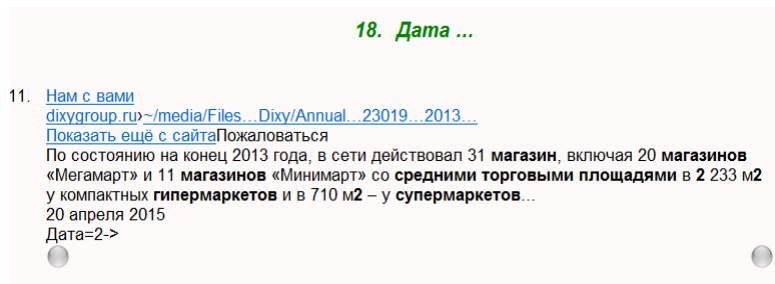 18. Дата ...
11. Нам с вами
dixygroup.ru›~/media/Files…Dixy/Annual…23019…2013…
Показать ещё с сайтаПожаловаться
По состоянию на конец 2013 года, в сети действовал 31 магазин, включая 20 магазинов
«Мегамарт» и 11 магазинов «Минимарт» со средними торговыми площадями в 2 233 м2
у компактных гипермаркетов и в 710 м2 – у супермаркетов...
20 апреля 2015
Дата=2->